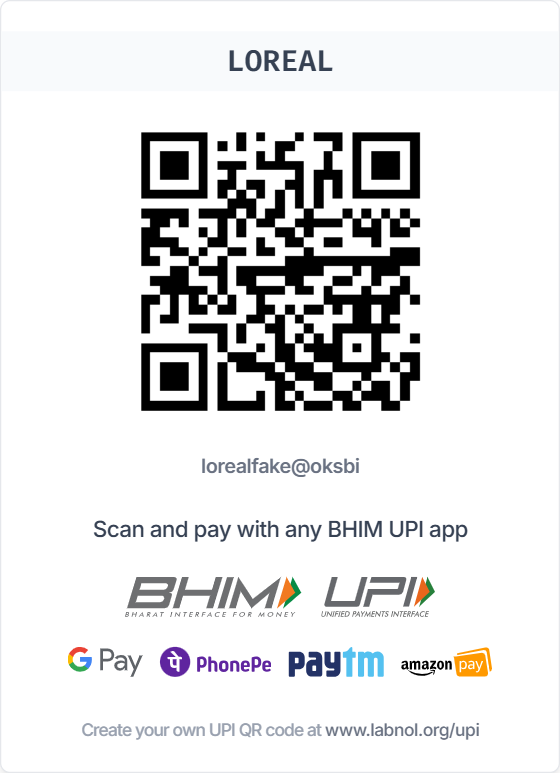 LOREAL
lorealfake@oksbi
Scan and pay with any BHIM UPI app
BHIM UPI
BHARAT INTERFACE FOR MONEY UNIFIED PAYMENTS INTERFACE
G Pay पे PhonePe paytm amazon pay
Create your own UPI QR code at www.labnol.org/upi